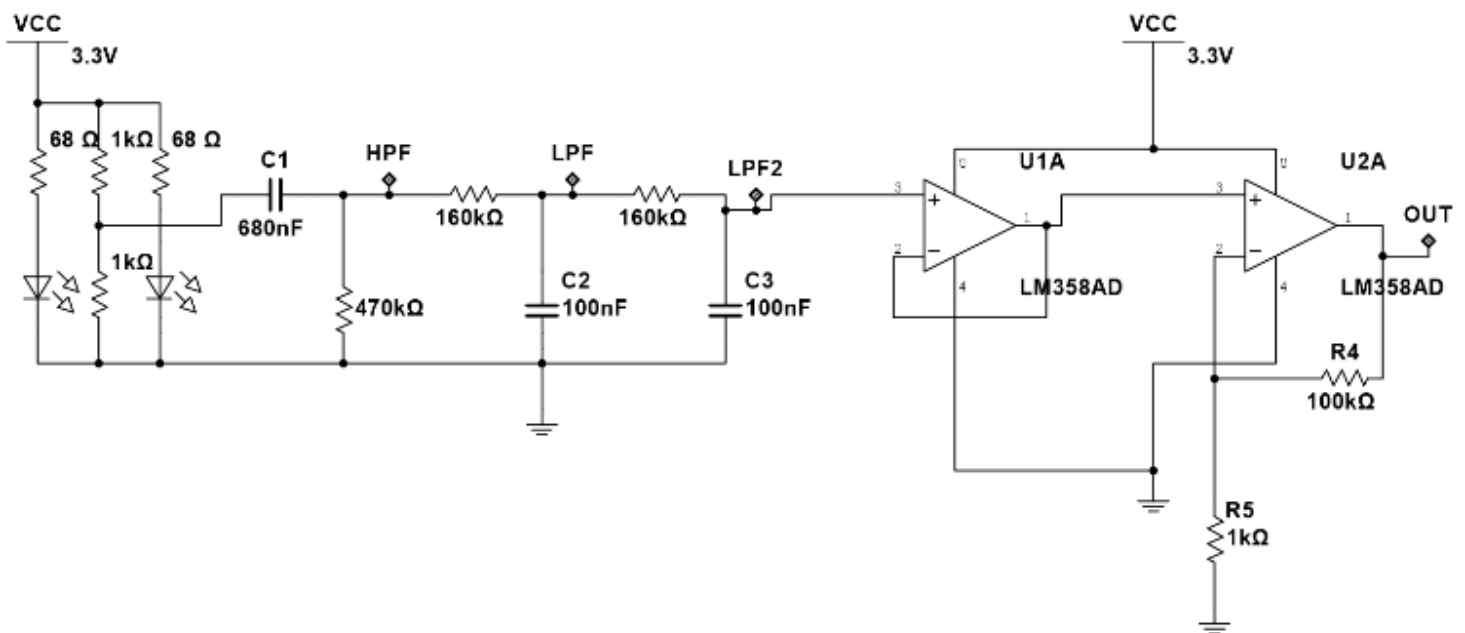 VCC
3.3V
68 Ω
1kΩ
68 Ω
1kΩ
C1
680nF
HPF
470kΩ
160kΩ
LPF
C2
100nF
160kΩ
LPF2
C3
100nF
VCC
3.3V
U1A
3
2
1
4
LM358AD
U2A
3
2
1
4
LM358AD
OUT
R4
100kΩ
R5
1kΩ